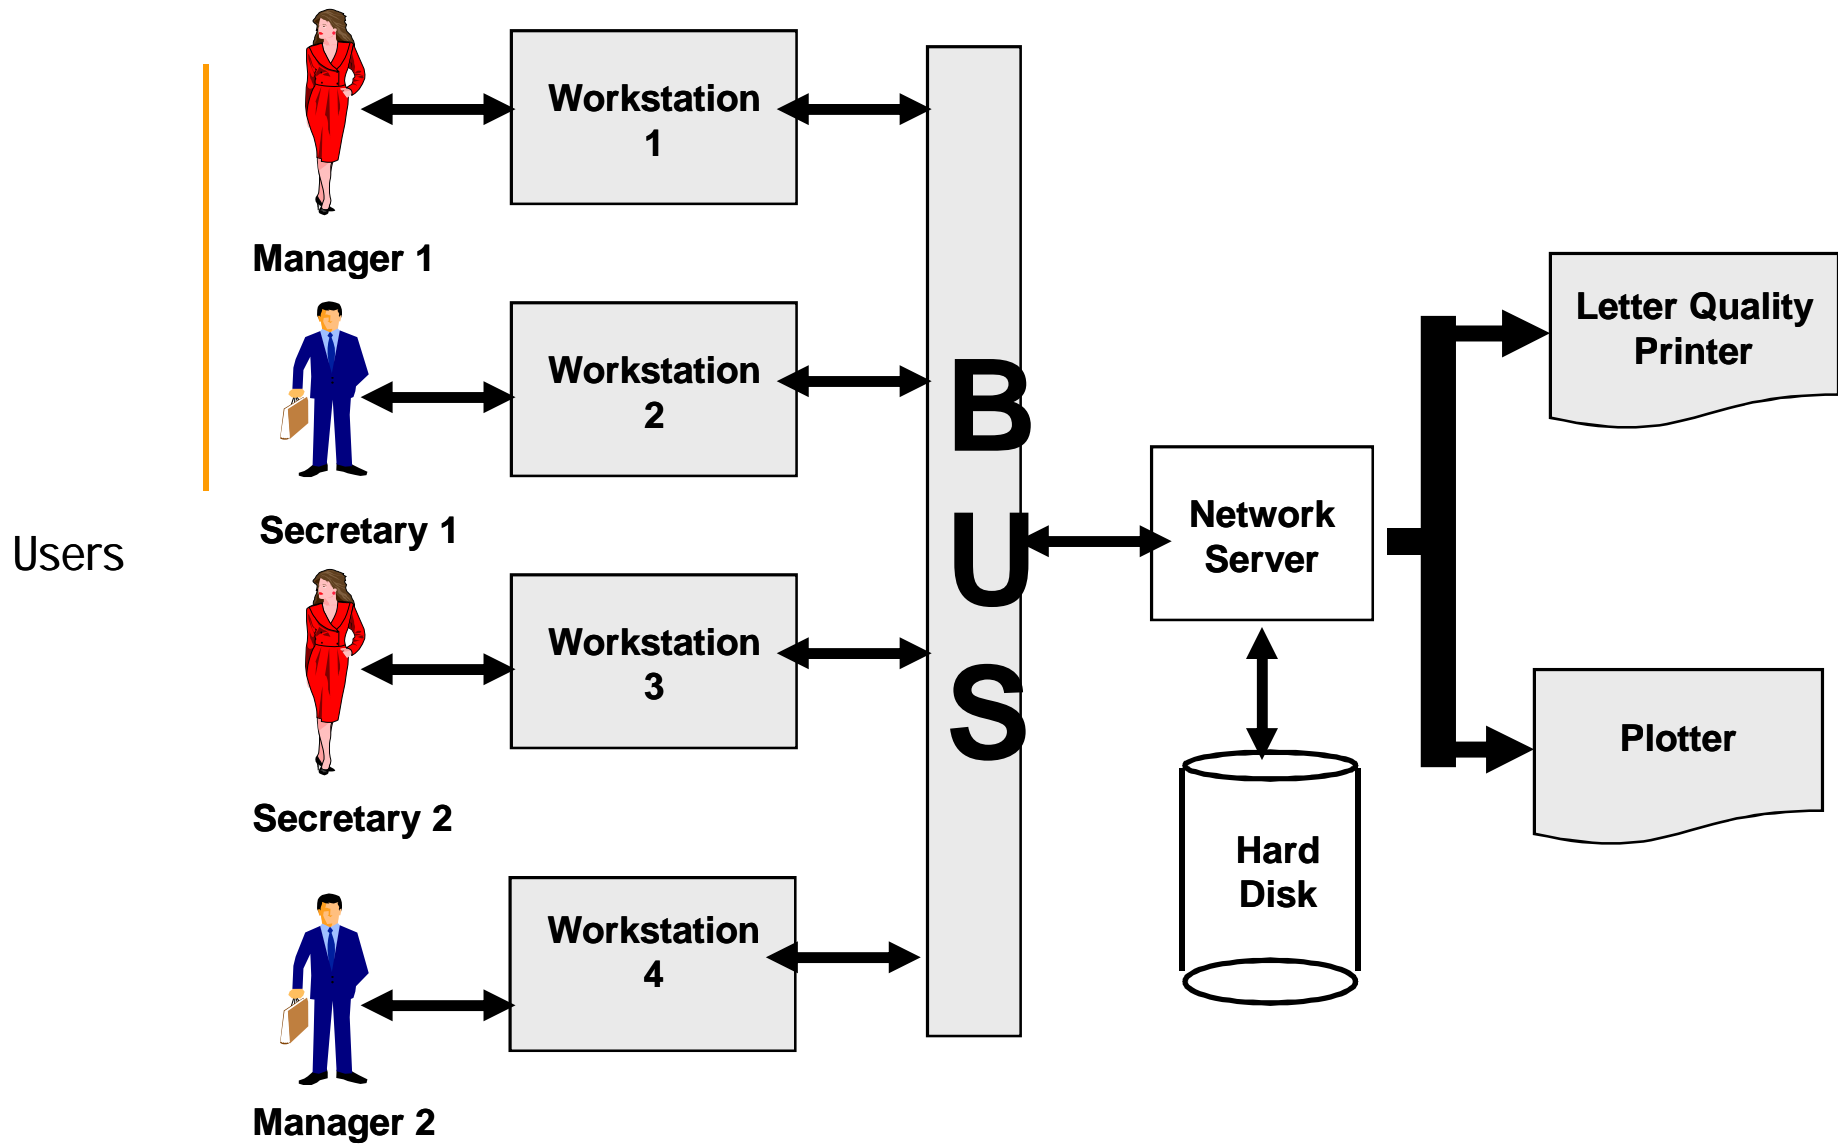 Users
Manager 1
Secretary 1
Secretary 2
Manager 2
Workstation
1
Workstation
2
Workstation
3
Workstation
4
B
U
S
Network
Server
Hard
Disk
Letter Quality
Printer
Plotter